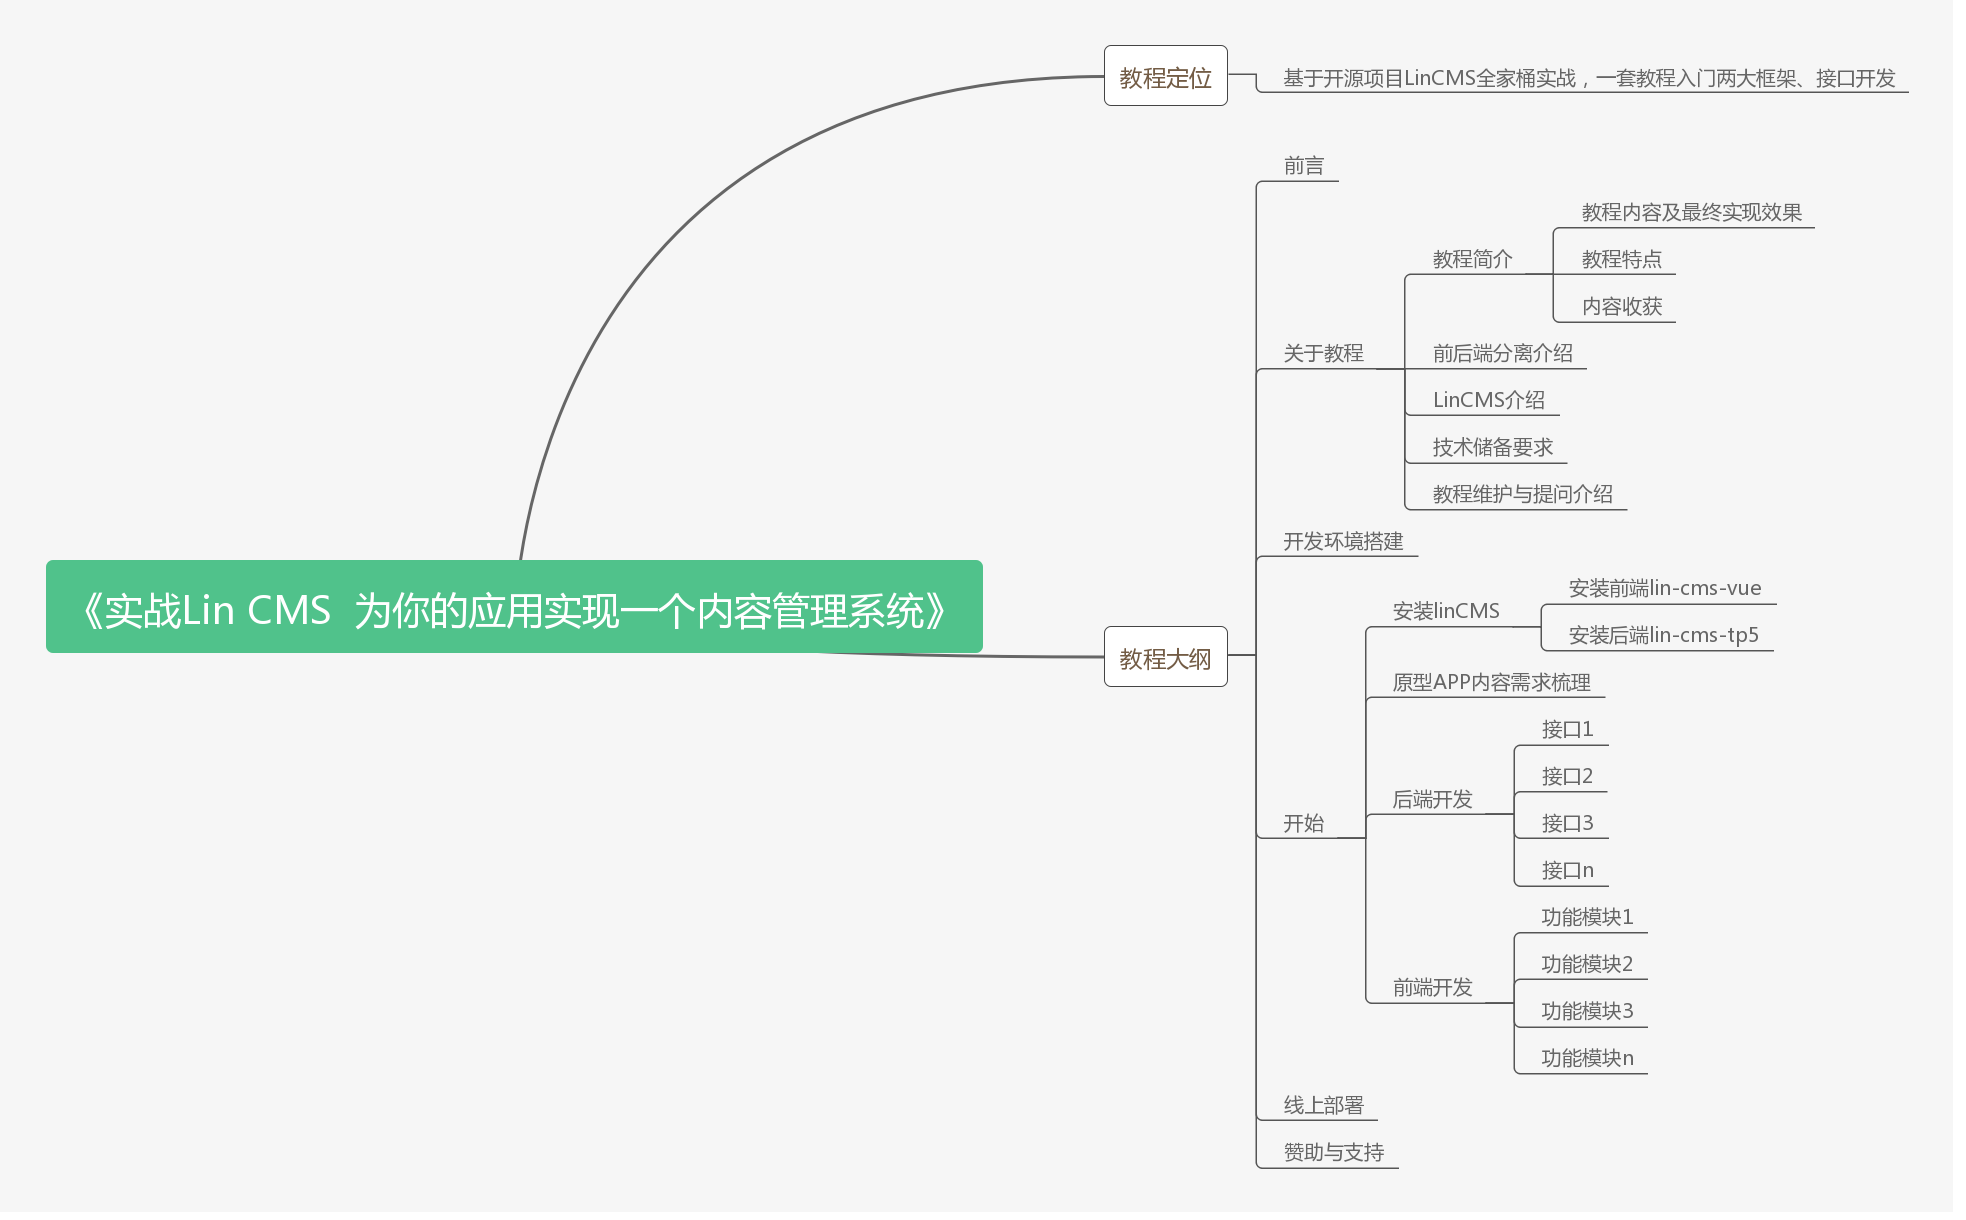 《实战Lin CMS 为你的应用实现一个内容管理系统》
教程定位
基于开源项目LinCMS全家桶实战，一套教程入门两大框架、接口开发
教程大纲
前言
关于教程
教程简介
教程内容及最终实现效果
教程特点
内容收获
前后端分离介绍
LinCMS介绍
技术储备要求
教程维护与提问介绍
开发环境搭建
开始
安装linCMS
安装前端lin-cms-vue
安装后端lin-cms-tp5
原型APP内容需求梳理
后端开发
接口1
接口2
接口3
接口n
前端开发
功能模块1
功能模块2
功能模块3
功能模块n
线上部署
赞助与支持